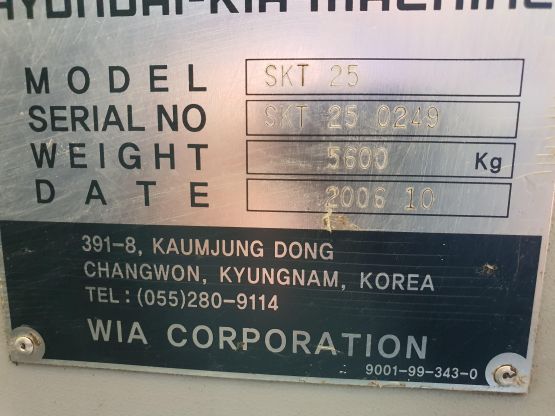 HYUNDAI-KIA MACHINE
MODEL SKT 25
SERIAL NO SKT 25 0249
WEIGHT 5600 Kg
DATE 2006 10
391-8, KAUMJUNG DONG
CHANGWON, KYUNGNAM, KOREA
TEL : (055)280-9114
WIA CORPORATION
9001-99-343-0